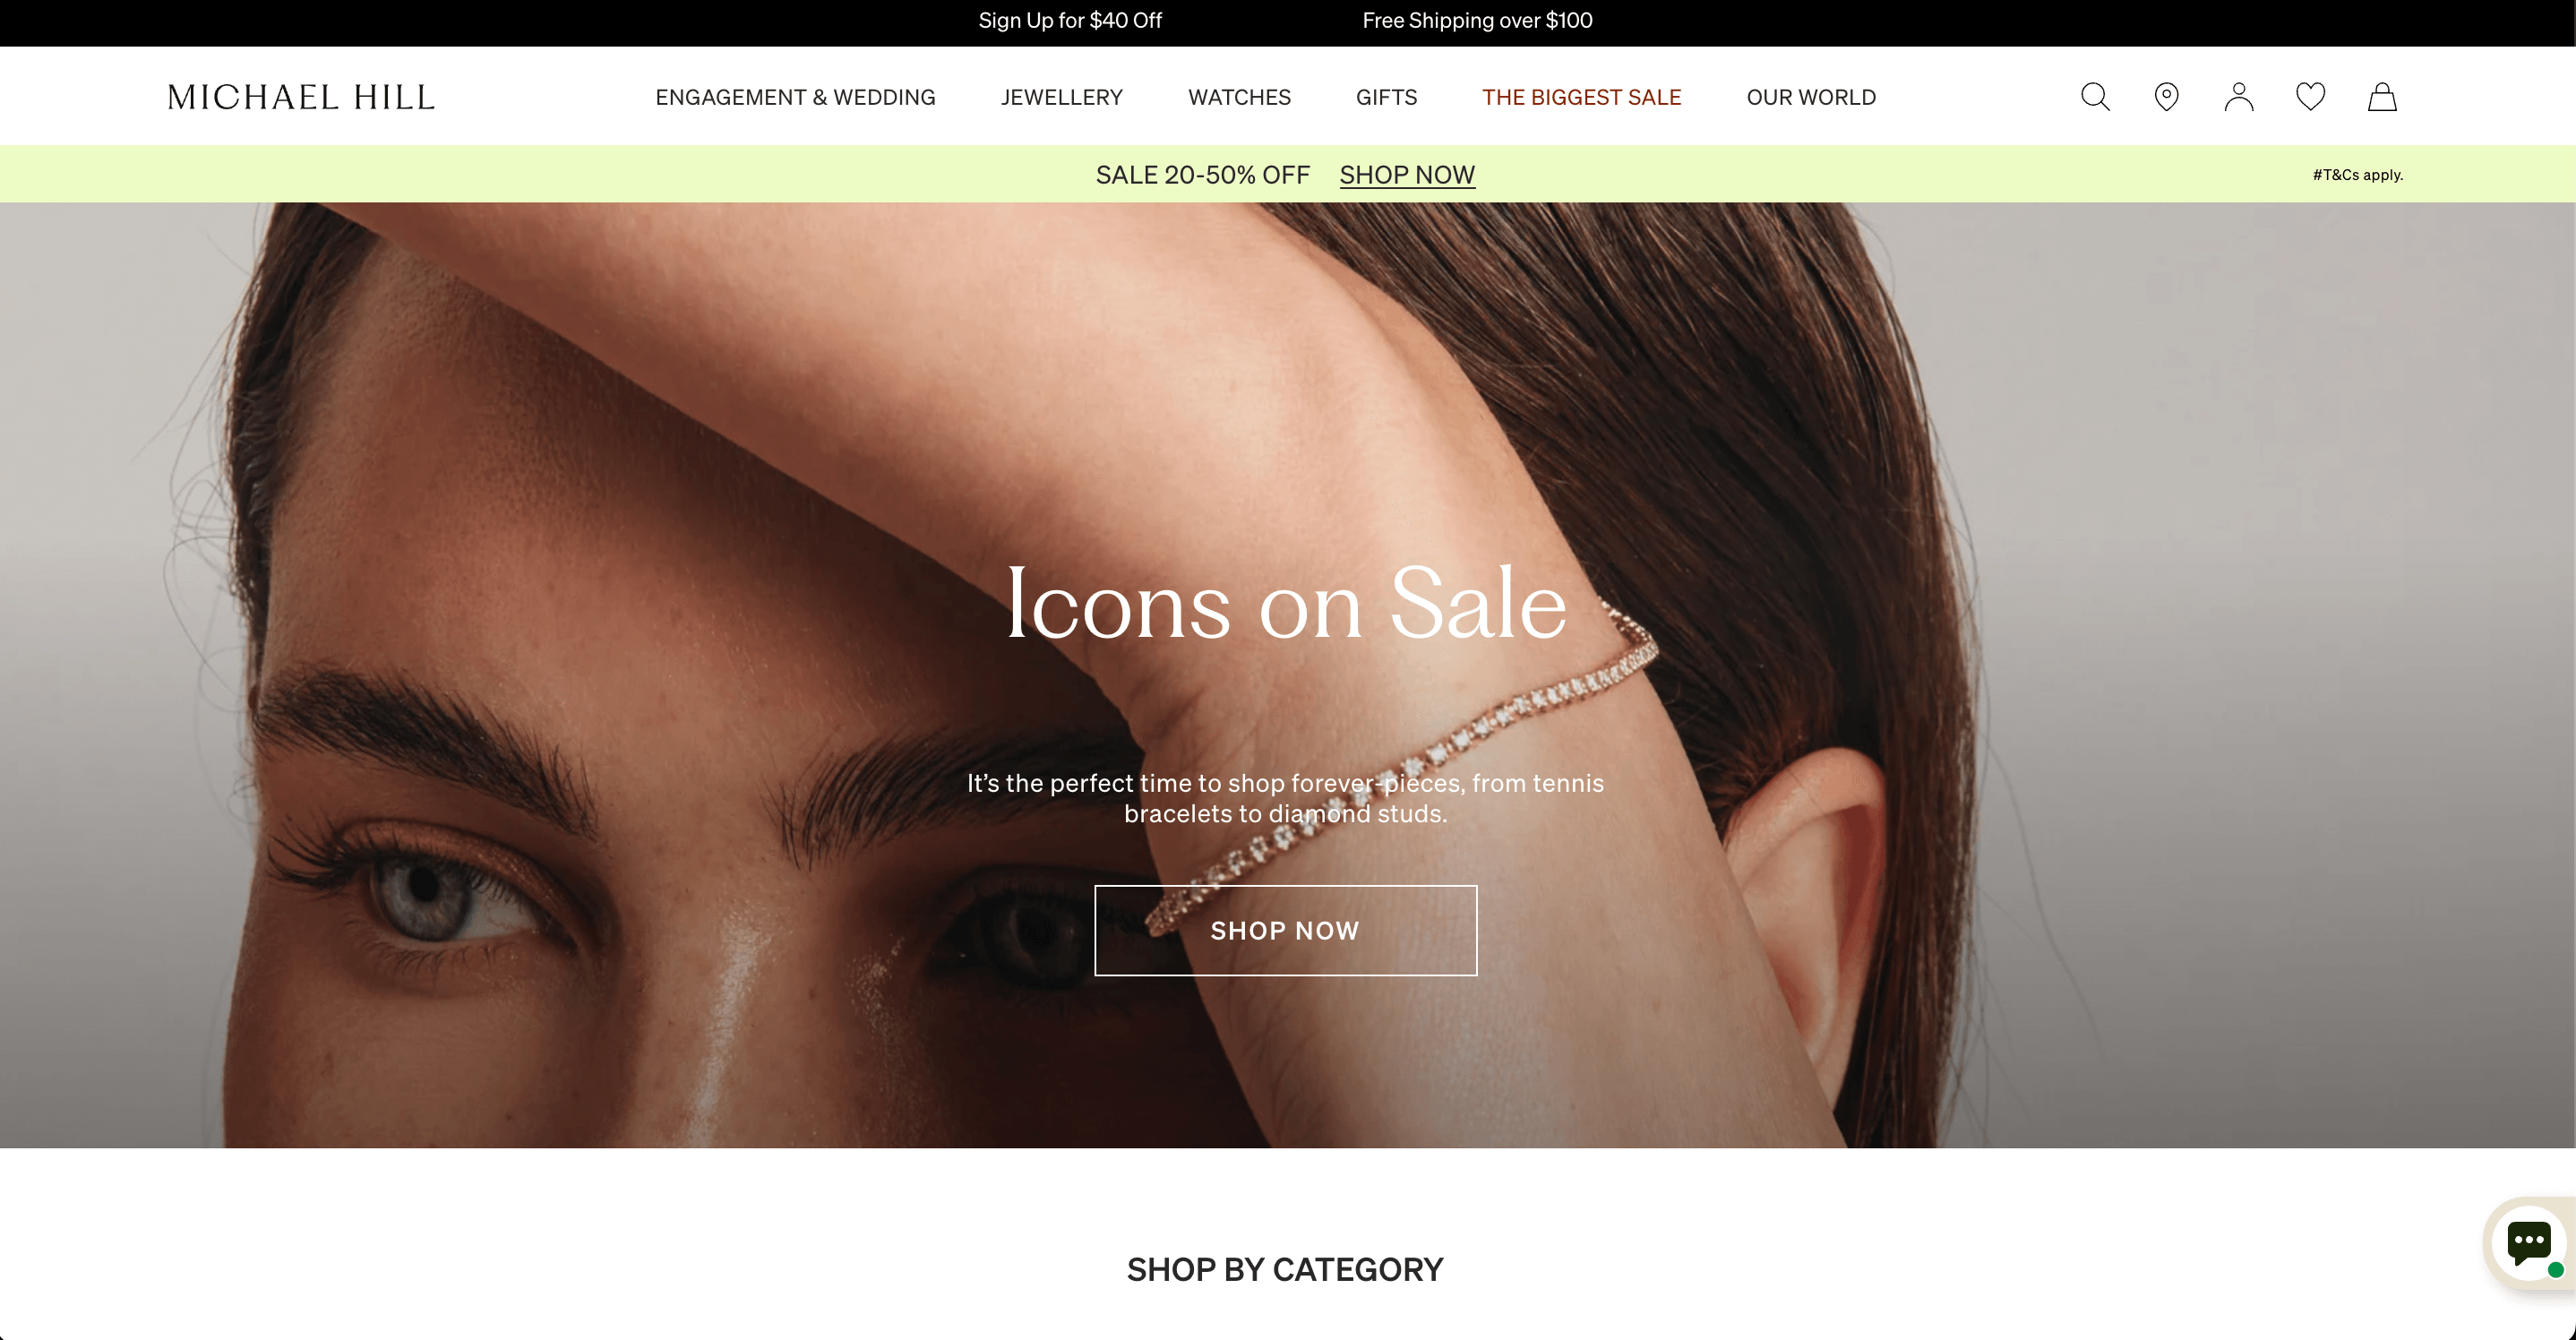 Sign Up for $40 Off
Free Shipping over $100
MICHAEL HILL
ENGAGEMENT & WEDDING
JEWELLERY
WATCHES
GIFTS
THE BIGGEST SALE
OUR WORLD
SALE 20-50% OFF SHOP NOW
#T&Cs apply.
Icons on Sale
It’s the perfect time to shop forever-pieces, from tennis
bracelets to diamond studs.
SHOP NOW
SHOP BY CATEGORY